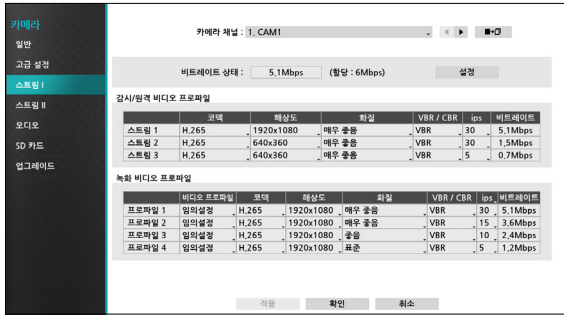 카메라
일반
고급 설정
스트림 I
스트림 II
오디오
SD 카드
업그레이드
카메라 채널 : 1. CAM1
비트레이트 상태 : 5.1Mbps (할당 : 6Mbps) 설정
감시/원격 비디오 프로파일
코덱 해상도 화질 VBR / CBR ips 비트레이트
스트림 1 H.265 1920x1080 매우 좋음 VBR 30 5.1Mbps
스트림 2 H.265 640x360 매우 좋음 VBR 30 1.5Mbps
스트림 3 H.265 640x360 매우 좋음 VBR 5 0.7Mbps
녹화 비디오 프로파일
비디오 프로파일 코덱 해상도 화질 VBR / CBR ips 비트레이트
프로파일 1 임의설정 H.265 1920x1080 매우 좋음 VBR 30 5.1Mbps
프로파일 2 임의설정 H.265 1920x1080 매우 좋음 VBR 15 3.6Mbps
프로파일 3 임의설정 H.265 1920x1080 좋음 VBR 10 2.4Mbps
프로파일 4 임의설정 H.265 1920x1080 표준 VBR 5 1.2Mbps
적용 확인 취소